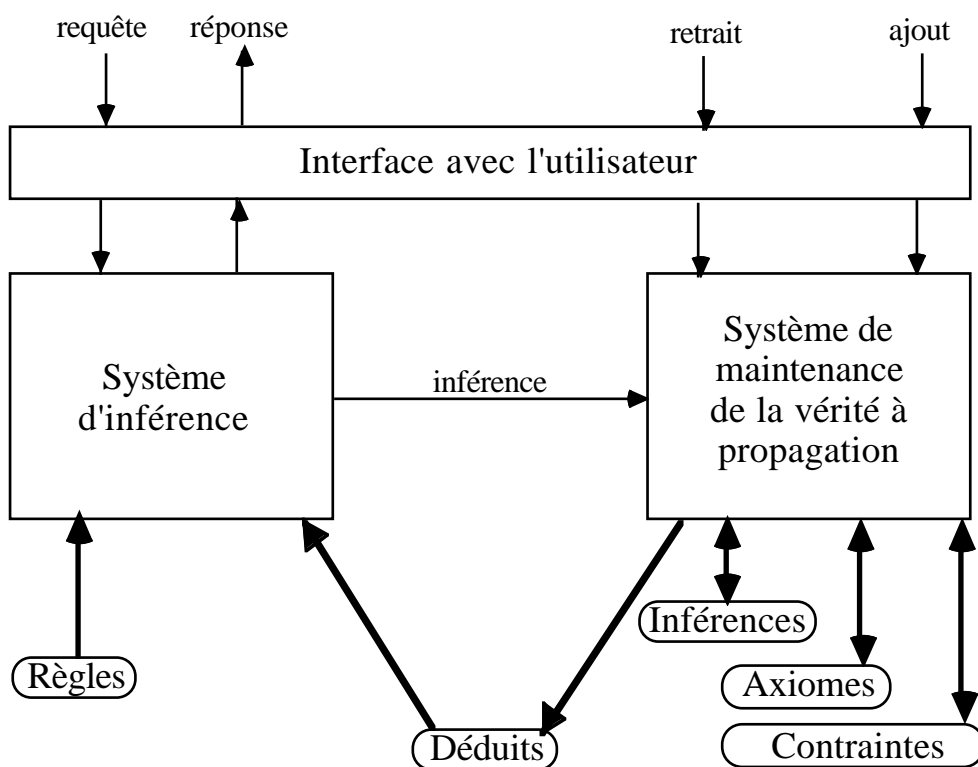 requête
réponse
retrait
ajout
Interface avec l'utilisateur
Système
d'inférence
inférence
Système de
maintenance
de la vérité à
propagation
Inférences
Règles
Axiomes
Déduits
Contraintes